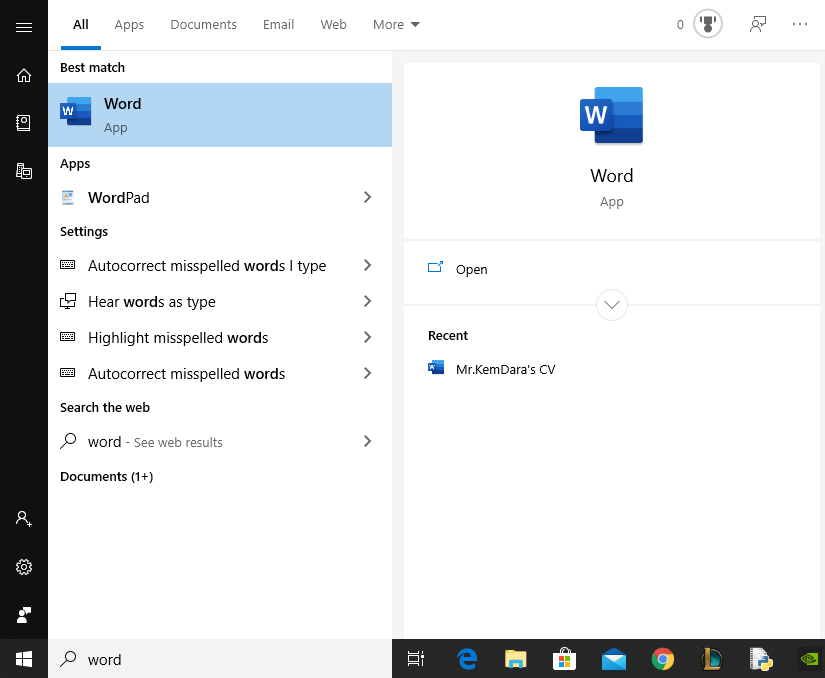 All Apps Documents Email Web More 0
Best match
W Word
App
Apps
WordPad
Settings
Autocorrect misspelled words I type
Hear words as type
Highlight misspelled words
Autocorrect misspelled words
Search the web
word - See web results
Documents (1+)
W
Word
App
Open
Recent
W Mr.KemDara's CV
word